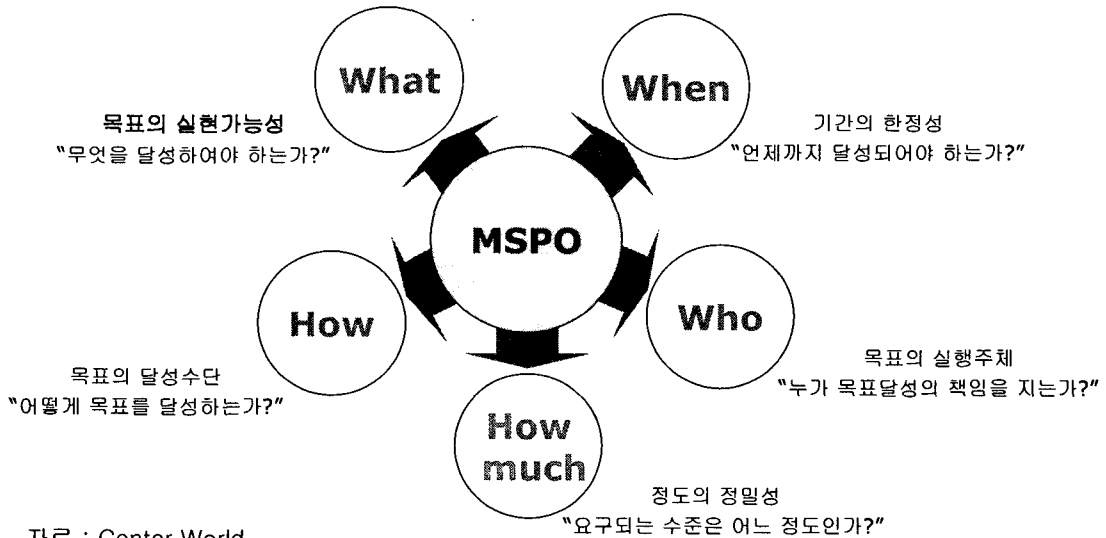 What
When
목표의 실현가능성
"무엇을 달성하여야 하는가?"
기간의 한정성
"언제까지 달성되어야 하는가?"
MSPO
How
Who
목표의 달성수단
"어떻게 목표를 달성하는가?"
목표의 실행주체
"누가 목표달성의 책임을 지는가?"
How
much
정도의 정밀성
"요구되는 수준은 어느 정도인가?"
자료 : Center World